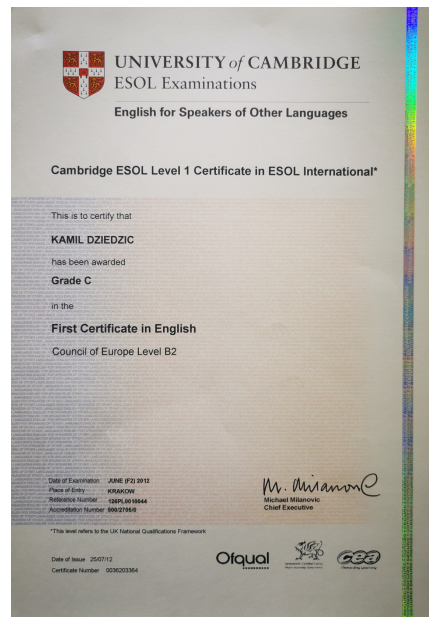 UNIVERSITY of CAMBRIDGE
ESOL Examinations
English for Speakers of Other Languages
Cambridge ESOL Level 1 Certificate in ESOL International*
This is to certify that
KAMIL DZIEDZIC
has been awarded
Grade C
in the
First Certificate in English
Council of Europe Level B2
Date of Examination JUNE (F2) 2012
Place of Entry KRAKOW
Reference Number 126PL0010044
Accreditation Number 500/2705/0
M. Milanovic
Michael Milanovic
Chief Executive
*This level refers to the UK National Qualifications Framework
Date of Issue 25/07/12
Certificate Number 0036203364
Ofqual
cea